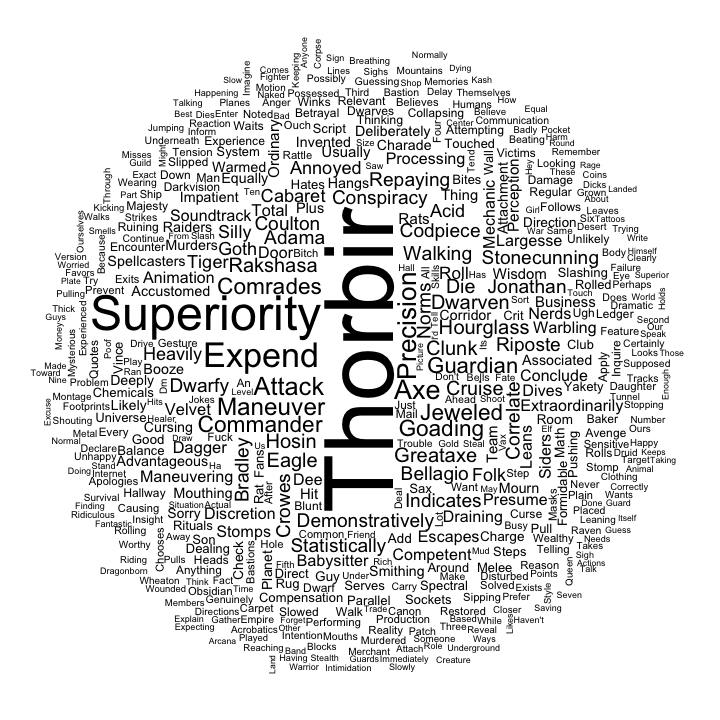 Thorbir
Superiority
Expend
Attack
Maneuver
Commander
Axe
Jeweled
Goading
Guardian
Precision
Riposte
Hourglass
Dwarven
Clunk
Cruise
Greataxe
Bellagio
Demonstratively
Statistically
Indicates
Comrades
Rakshasa
Tiger
Goth
Silly
Coulton
Adama
Door
Bitch
Cabaret
Conspiracy
Annoyed
Repaying
Processing
Codpiece
Walking
Stonecunning
Largesse
Acid
Rats
Thing
Hates
Hangs
Total
Plus
Soundtrack
Impatient
Darkvision
Majesty
Ruining
Raiders
Encounter
Murders
Spellcasters
Animation
Accustomed
Exits
Prevent
Heavily
Booze
Dwarfy
Velvet
Deeply
Chemicals
Likely
Universe
Good
Cursing
Dagger
Hosin
Bradley
Eagle
Crowes
Dee
Hit
Blunt
Advantageous
Maneuvering
Mouthing
Sorry
Discretion
Rituals
Stomps
Son
Dealing
Heads
Anything
Check
Bastions
Planet
Hole
Babysitter
Competent
Escapes
Charge
Add
Draining
Presume
Mourn
Folk
Step
Sax
Want
May
Curse
Busy
Pull
Wealthy
Telling
Steps
Mud
Smithing
Around
Melee
Reason
Points
Disturbed
Spectral
Solved
Exists
Sockets
Sipping
Prefer
Parallel
Compensation
Direct
Guy
Under
Rug
Dwarf
Serves
Carry
Make
Rich
Fifth
Common
Friend
Wisdom
Slashing
Die
Jonathan
Rolled
Perhaps
Roll
Has
Norms
All
Skills
Hall
Corridor
Crit
Nerds
Ugh
Ledger
Sort
Business
Touch
Warbling
Feature
Club
Associated
Conclude
Dives
Yakety
Daughter
Extraordinarily
Correlate
Leans
Team
Room
Baker
Number
Avenge
Siders
Formidable
Math
Pushing
Masks
Mechanic
Wall
Attachment
Perception
Victims
Damage
Regular
Grown
Follows
Direction
Unlikely
Touched
Bites
Deliberately
Charade
Attempting
Usually
Invented
Thinking
Collapsing
Communication
Ordinary
Warmed
Equally
Slipped
Tension
System
Experience
Underneath
Waits
Script
Betrayal
Dwarves
Relevant
Believes
Humans
Winks
Anger
Possessed
Third
Bastion
Delay
Themselves
Possibly
Guessing
Shop
Memories
Kash
Sighs
Mountains
Dying
Lines
Sign
Breathing
Normally
Corpse
Anyone
Keeping
Comes
Fighter
Motion
Naked
Imagine
Slow
Happening
Talking
Planes
Best
Dies
Enter
Noted
Bad
Ouch
Jumping
Reaction
Inform
Rattle
Size
Saw
Four
Center
Believe
How
Equal
Badly
Pocket
Beating
Harm
Round
Remember
Looking
Rage
These
Coins
Dicks
Landed
About
Leaves
Six
Tattoos
Girl
Hey
Tend
War
Same
Desert
Trying
Write
Body
Himself
Clearly
Failure
Eye
Superior
Does
World
Holds
Dramatic
Second
Our
Speak
Certainly
Looks
Those
Supposed
Inquire
Apply
Tracks
Enough
Tunnel
Stopping
Ours
Sensitive
Happy
Rolls
Druid
Keeps
Target
Taking
Stomp
Animal
Clothing
Never
Correctly
Plain
Wants
Done
Guard
Placed
Leaning
Itself
Raven
Guess
Needs
Takes
Sigh
Actions
Talk
Queen
Style
Seven
Saving
Closer
Haven't
Likes
While
Based
Restored
Canon
Trade
Walk
Slowed
Carpet
Performing
Production
Three
Reveal
Ways
Patch
Reality
Mouths
Intention
Forget
Other
Empire
Gather
Explain
Expecting
Directions
Acrobatics
Played
Arcana
Reaching
Band
Blocks
Murdered
Someone
Role
Underground
Merchant
Attach
Having
Stealth
Guards
Immediately
Creature
Land
Warrior
Intimidation
Slowly
Members
Genuinely
Obsidian
Time
Wounded
Wheaton
Think
Fact
Dragonborn
Riding
Pulls
Worthy
Away
Rolling
Fantastic
Insight
Ridiculous
Finding
Causing
Situation
Actual
Survival
Hallway
Apologies
Internet
Doing
Stand
Unhappy
Declare
Balance
Normal
Metal
Every
Draw
Fuck
Ha
Shouting
Healer
Footprints
Hits
Montage
Excuse
Jokes
Level
An
Dm
Problem
Nine
Toward
Made
Ran
Play
Vince
Quotes
Poof
Drive
Gesture
Mysterious
Money
Guys
Thick
Experienced
Pulling
Plate
Try
Favors
Worried
Version
Because
Smells
Continue
From
Slash
Walks
Kicking
Strikes
Ourselves
Wearing
Part
Ship
Exact
Down
Man
Guild
Misses
Might
Through
Ten
Us
Fans
Rat
After
Just
Mail
Don't
Bells
Fate
Ahead
Shoot
Its
Picture
Tell
Trouble
Gold
Steal
Deal
Lot
Vax
Elf